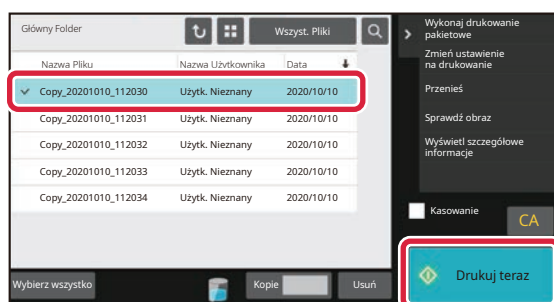 Główny Folder
Wszyst. Pliki
Nazwa Pliku Nazwa Użytkownika Data
Copy_20201010_112030 Użytk. Nieznany 2020/10/10
Copy_20201010_112031 Użytk. Nieznany 2020/10/10
Copy_20201010_112032 Użytk. Nieznany 2020/10/10
Copy_20201010_112033 Użytk. Nieznany 2020/10/10
Copy_20201010_112034 Użytk. Nieznany 2020/10/10
Wybierz wszystko
Kopie
Usuń
Wykonaj drukowanie
pakietowe
Zmień ustawienie
na drukowanie
Przenieś
Sprawdź obraz
Wyświetl szczegółowe
informacje
Kasowanie
CA
Drukuj teraz